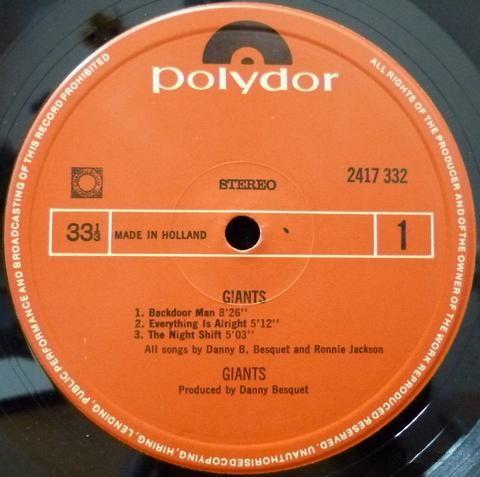 polydor
ALL RIGHTS OF THE PRODUCER AND OF THE OWNER OF THE WORK REPRODUCED RESERVED. UNAUTHORISED COPYING, HIRING, LENDING, PUBLIC PERFORMANCE AND BROADCASTING OF THIS RECORD PROHIBITED
STEREO
2417 332
33⅓
MADE IN HOLLAND
1
GIANTS
1. Backdoor Man 8'26''
2. Everything Is Alright 5'12''
3. The Night Shift 5'03''
All songs by Danny B. Besquet and Ronnie Jackson
GIANTS
Produced by Danny Besquet